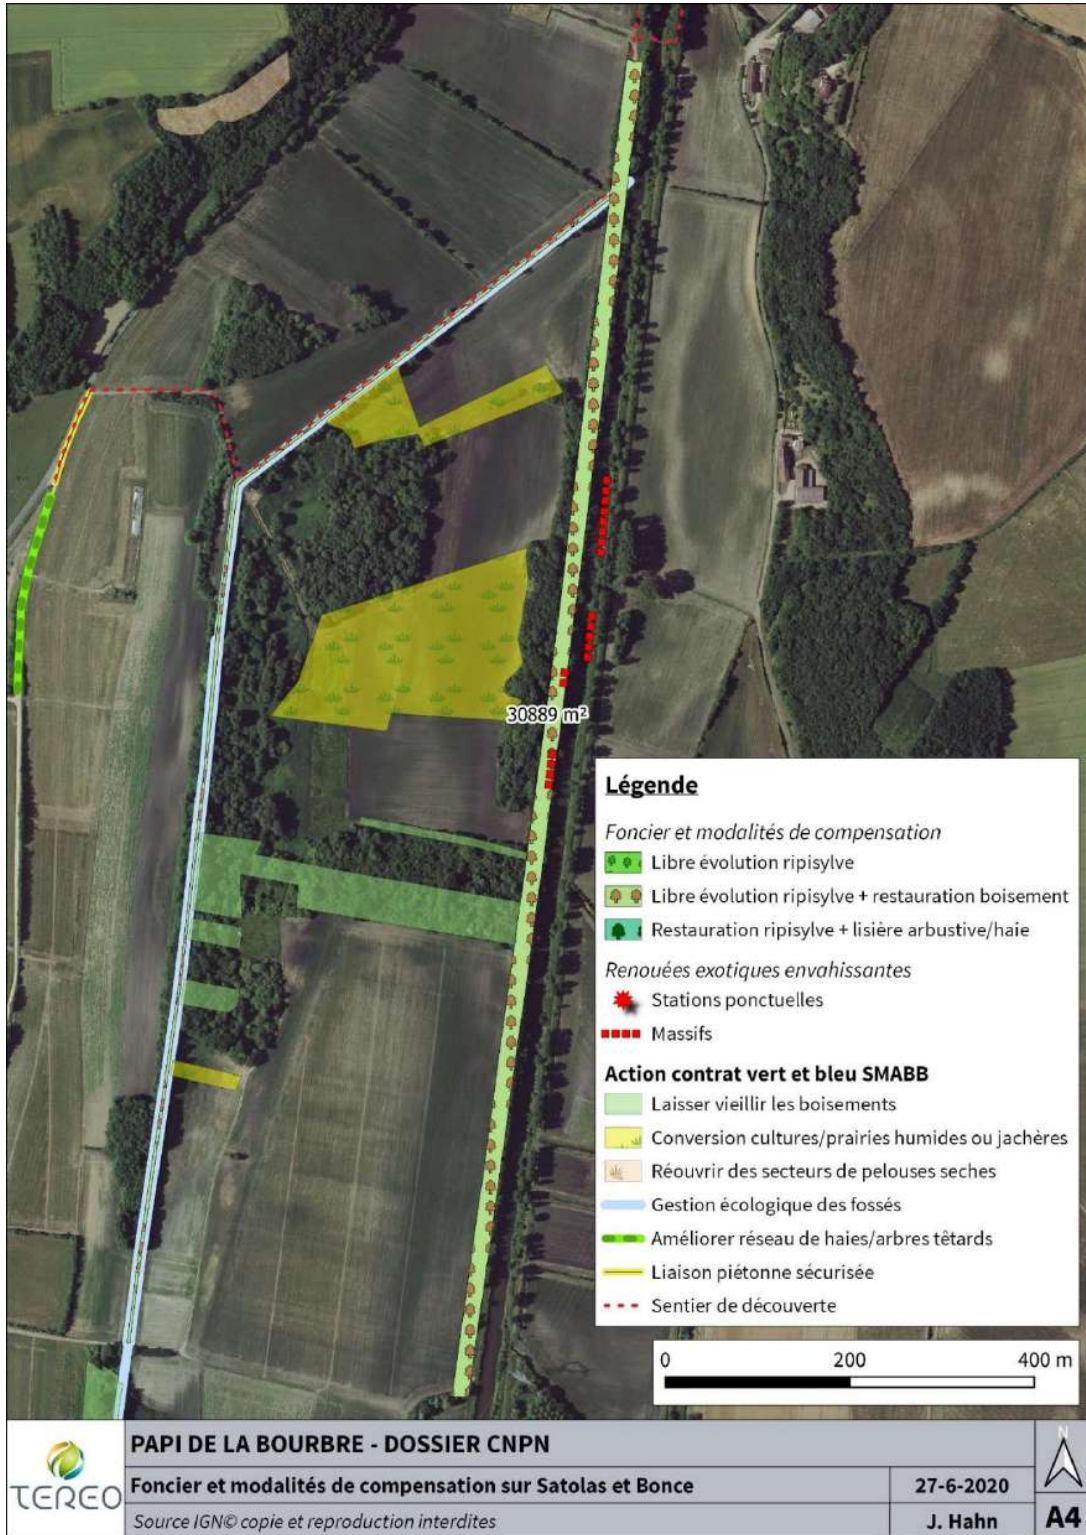 30889 m²
Légende
Foncier et modalités de compensation
Libre évolution ripisylve
Libre évolution ripisylve + restauration boisement
Restauration ripisylve + lisière arbustive/haie
Renouées exotiques envahissantes
Stations ponctuelles
Massifs
Action contrat vert et bleu SMABB
Laisser vieillir les boisements
Conversion cultures/prairies humides ou jachères
Réouvrir des secteurs de pelouses seches
Gestion écologique des fossés
Améliorer réseau de haies/arbres têtards
Liaison piétonne sécurisée
Sentier de découverte
0 200 400 m
TEREO
PAPI DE LA BOURBRE - DOSSIER CNPN
Foncier et modalités de compensation sur Satolas et Bonce
27-6-2020
Source IGN© copie et reproduction interdites
J. Hahn
N
A4